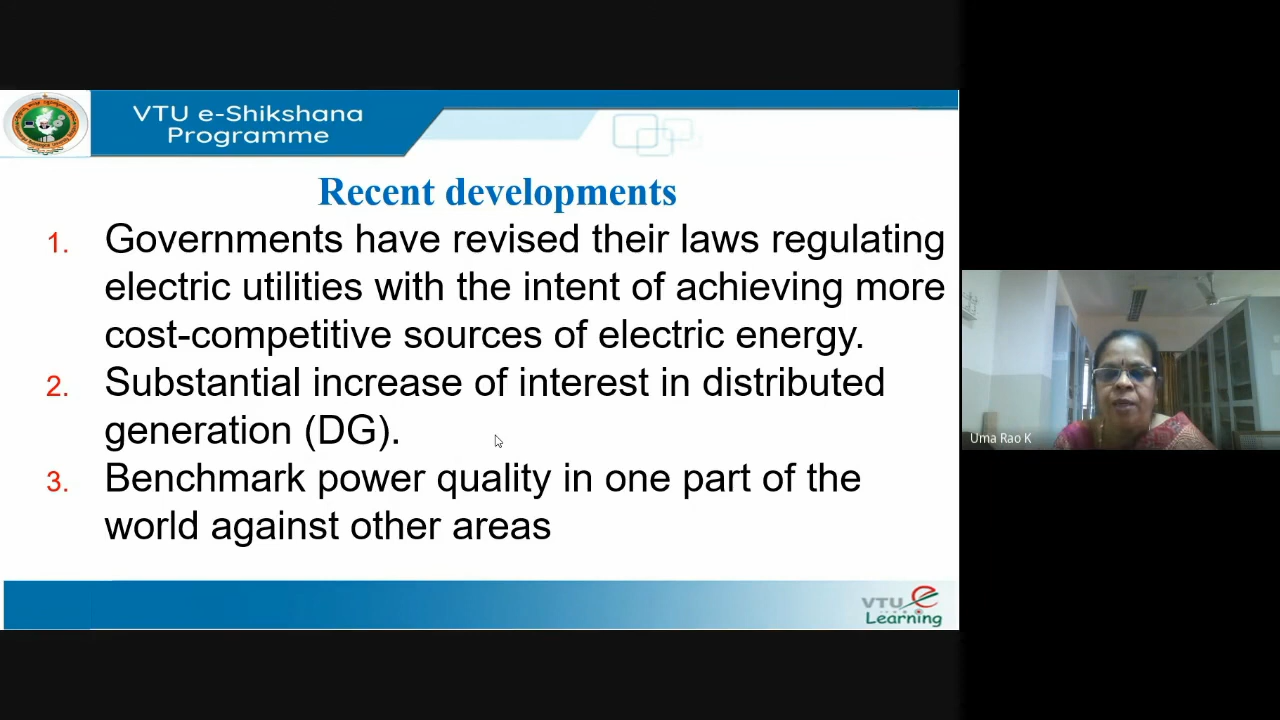 VTU e-Shikshana
Programme
Recent developments
1. Governments have revised their laws regulating
electric utilities with the intent of achieving more
cost-competitive sources of electric energy.
2. Substantial increase of interest in distributed
generation (DG).
3. Benchmark power quality in one part of the
world against other areas
Uma Rao K
VTU e
Learning